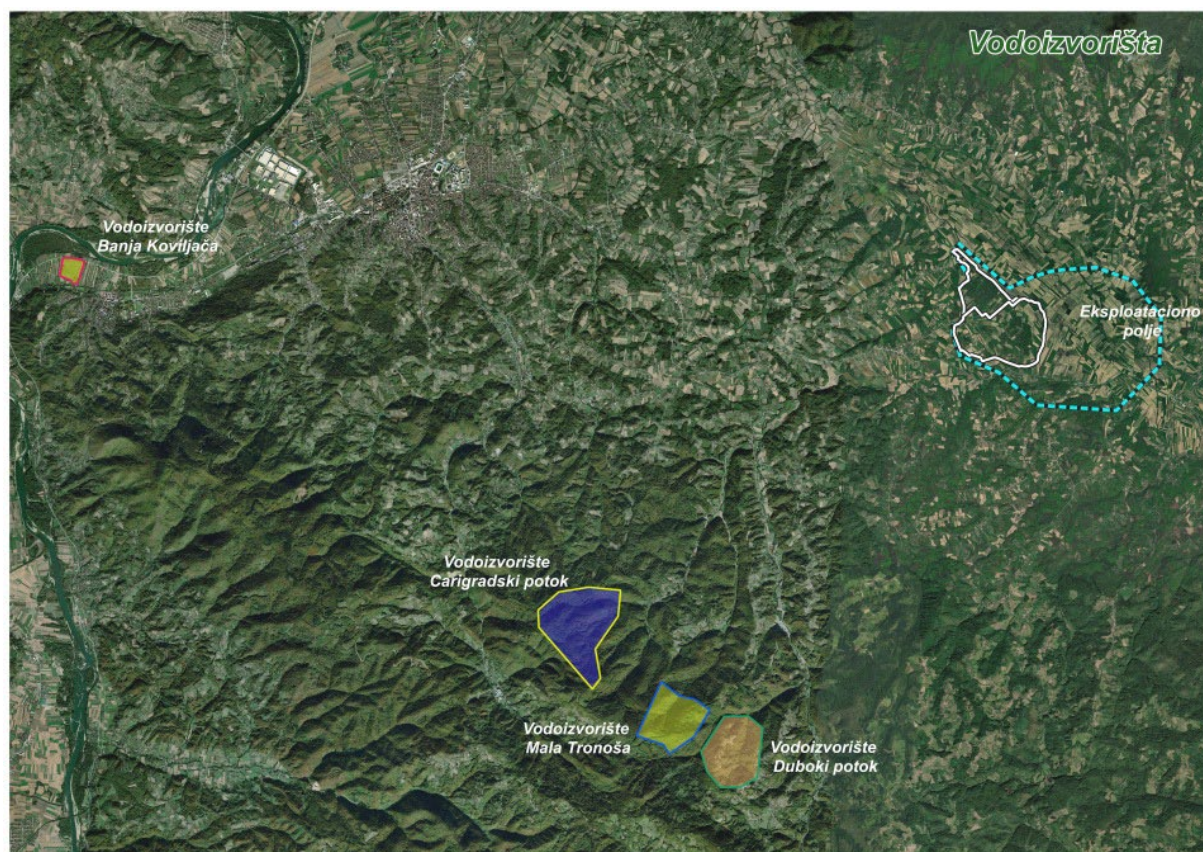 Vodoizvorišta
Vodoizvorište
Banja Koviljača
Eksploataciono
polje
Vodoizvorište
Carigradski potok
Vodoizvorište
Mala Tronoša
Vodoizvorište
Duboki potok